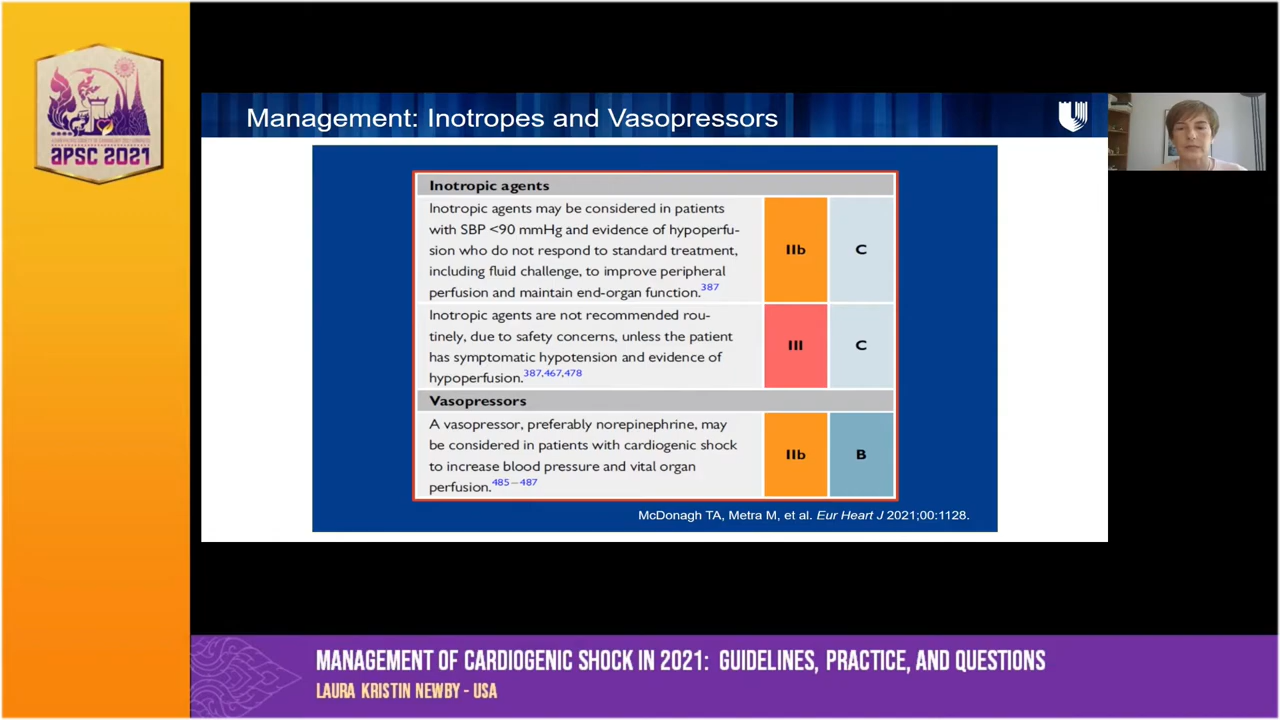 APSC 2021
Management: Inotropes and Vasopressors
Inotropic agents
Inotropic agents may be considered in patients
with SBP <90 mmHg and evidence of hypoperfu-
sion who do not respond to standard treatment,
including fluid challenge, to improve peripheral
perfusion and maintain end-organ function.387
IIb
C
Inotropic agents are not recommended rou-
tinely, due to safety concerns, unless the patient
has symptomatic hypotension and evidence of
hypoperfusion.387,467,478
III
C
Vasopressors
A vasopressor, preferably norepinephrine, may
be considered in patients with cardiogenic shock
to increase blood pressure and vital organ
perfusion.485–487
IIb
B
McDonagh TA, Metra M, et al. Eur Heart J 2021;00:1128.
MANAGEMENT OF CARDIOGENIC SHOCK IN 2021: GUIDELINES, PRACTICE, AND QUESTIONS
LAURA KRISTIN NEWBY - USA